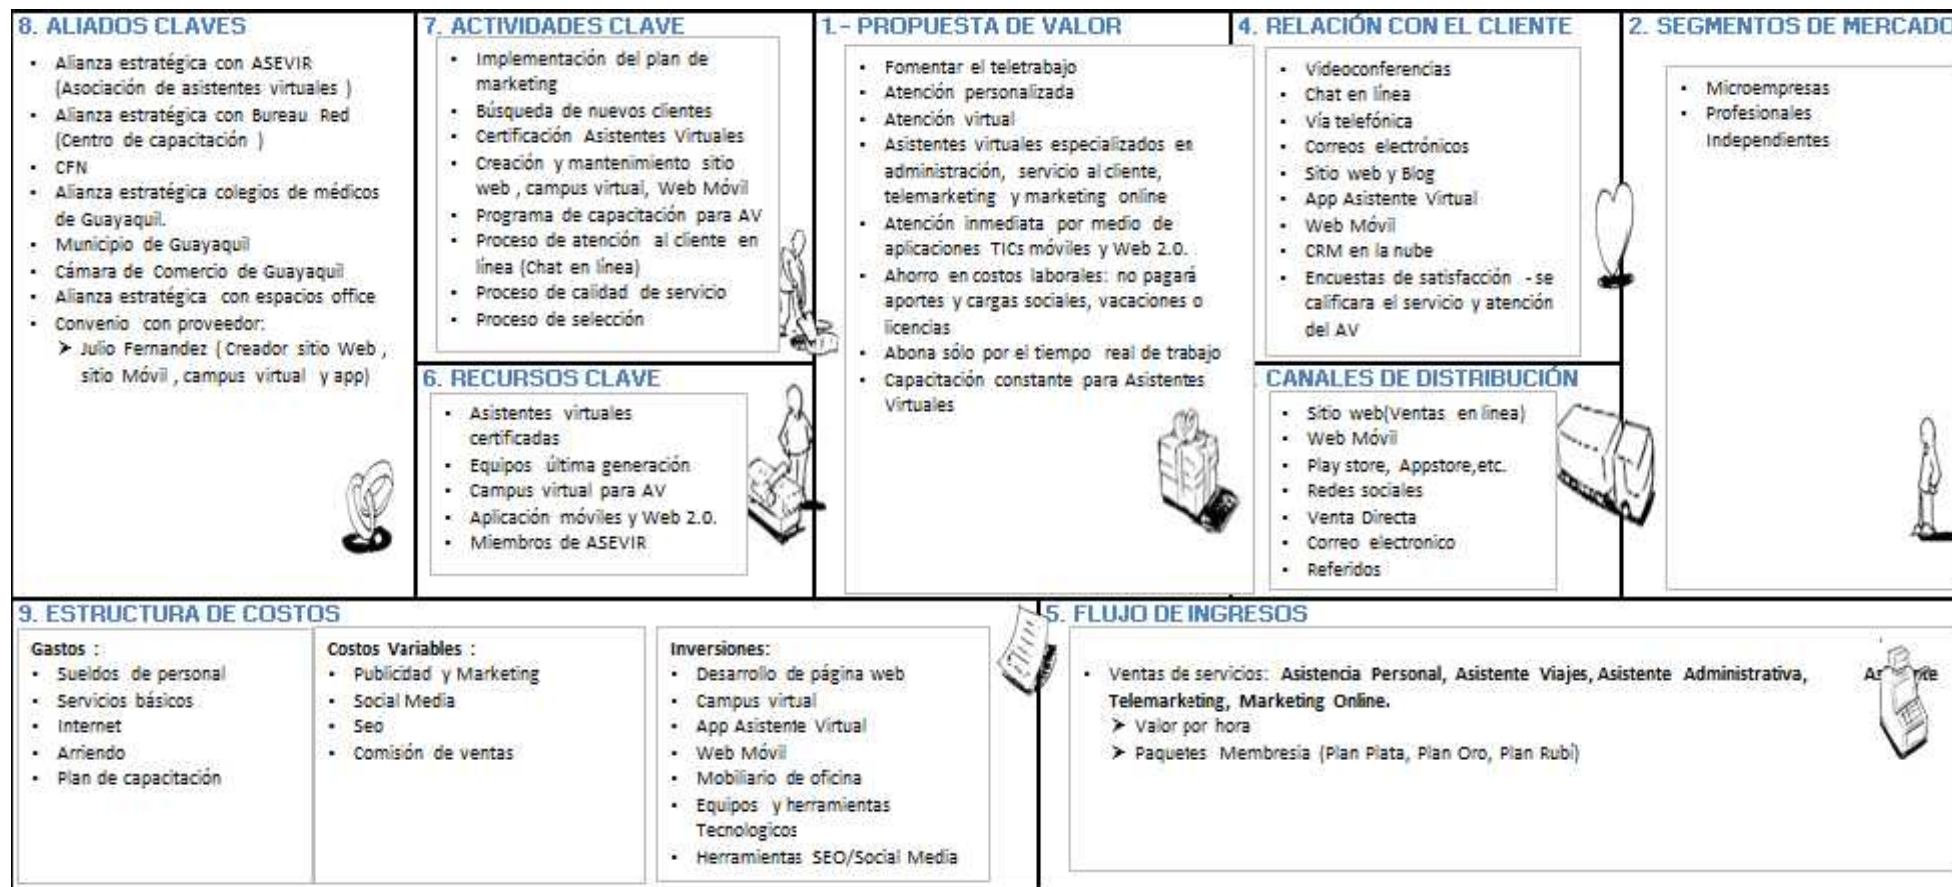 8. ALIADOS CLAVES
▪ Alianza estratégica con ASEVIR
(Asociación de asistentes virtuales )
▪ Alianza estratégica con Bureau Red
(Centro de capacitación )
▪ CFN
▪ Alianza estratégica colegios de médicos
de Guayaquil.
▪ Municipio de Guayaquil
▪ Cámara de Comercio de Guayaquil
▪ Alianza estratégica con espacios office
▪ Convenio con proveedor:
➤ Julio Fernandez ( Creador sitio Web ,
sitio Móvil , campus virtual y app)
7. ACTIVIDADES CLAVE
▪ Implementación del plan de
marketing
▪ Búsqueda de nuevos clientes
▪ Certificación Asistentes Virtuales
▪ Creación y mantenimiento sitio
web , campus virtual, Web Móvil
▪ Programa de capacitación para AV
▪ Proceso de atención al cliente en
línea (Chat en línea)
▪ Proceso de calidad de servicio
▪ Proceso de selección
6. RECURSOS CLAVE
▪ Asistentes virtuales
certificadas
▪ Equipos última generación
▪ Campus virtual para AV
▪ Aplicación móviles y Web 2.0.
▪ Miembros de ASEVIR
1.- PROPUESTA DE VALOR
▪ Fomentar el teletrabajo
▪ Atención personalizada
▪ Atención virtual
▪ Asistentes virtuales especializados en
administración, servicio al cliente,
telemarketing y marketing online
▪ Atención inmediata por medio de
aplicaciones TICs móviles y Web 2.0.
▪ Ahorro en costos laborales: no pagará
aportes y cargas sociales, vacaciones o
licencias
▪ Abona sólo por el tiempo real de trabajo
▪ Capacitación constante para Asistentes
Virtuales
4. RELACIÓN CON EL CLIENTE
▪ Videoconferencias
▪ Chat en línea
▪ Vía telefónica
▪ Correos electrónicos
▪ Sitio web y Blog
▪ App Asistente Virtual
▪ Web Móvil
▪ CRM en la nube
▪ Encuestas de satisfacción - se
calificara el servicio y atención
del AV
. CANALES DE DISTRIBUCIÓN
▪ Sitio web(Ventas en linea)
▪ Web Móvil
▪ Play store, Appstore,etc.
▪ Redes sociales
▪ Venta Directa
▪ Correo electronico
▪ Referidos
2. SEGMENTOS DE MERCADO
▪ Microempresas
▪ Profesionales
Independientes
9. ESTRUCTURA DE COSTOS
Gastos :
▪ Sueldos de personal
▪ Servicios básicos
▪ Internet
▪ Arriendo
▪ Plan de capacitación
Costos Variables :
▪ Publicidad y Marketing
▪ Social Media
▪ Seo
▪ Comisión de ventas
Inversiones:
▪ Desarrollo de página web
▪ Campus virtual
▪ App Asistente Virtual
▪ Web Móvil
▪ Mobiliario de oficina
▪ Equipos y herramientas
Tecnologicos
▪ Herramientas SEO/Social Media
5. FLUJO DE INGRESOS
▪ Ventas de servicios: Asistencia Personal, Asistente Viajes, Asistente Administrativa,
Telemarketing, Marketing Online.
➤ Valor por hora
➤ Paquetes Membresia (Plan Plata, Plan Oro, Plan Rubí)